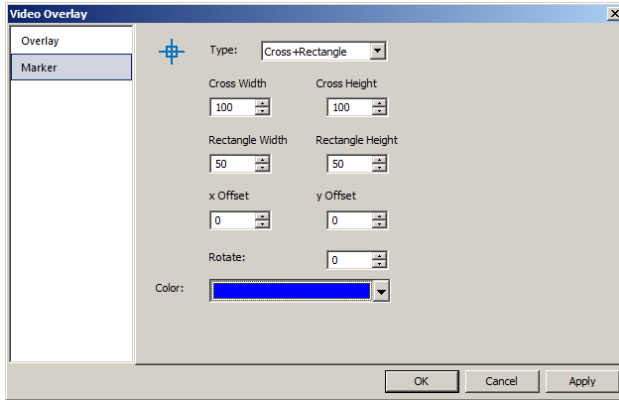 Video Overlay
Overlay
Marker
Type: Cross+Rectangle
Cross Width Cross Height
100 100
Rectangle Width Rectangle Height
50 50
x Offset y Offset
0 0
Rotate: 0
Color:
OK Cancel Apply